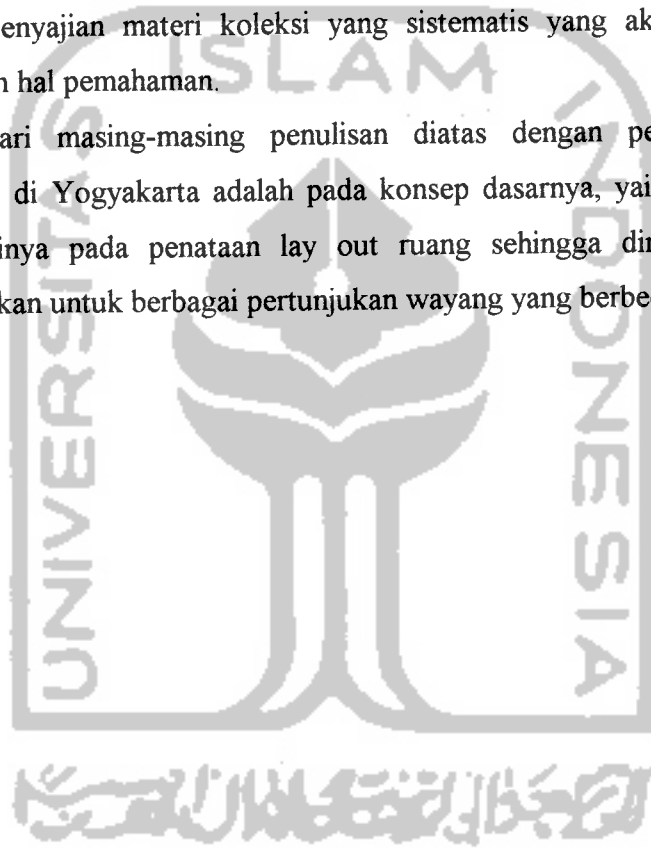 enyajian materi koleksi yang sistematis yang ak
hal pemahaman.
ari masing-masing penulisan diatas dengan pe
di Yogyakarta adalah pada konsep dasarnya, yai
inya pada penataan lay out ruang sehingga dir
kan untuk berbagai pertunjukan wayang yang berbe
ISLAM
UNIVERSITAS
INDONESIA